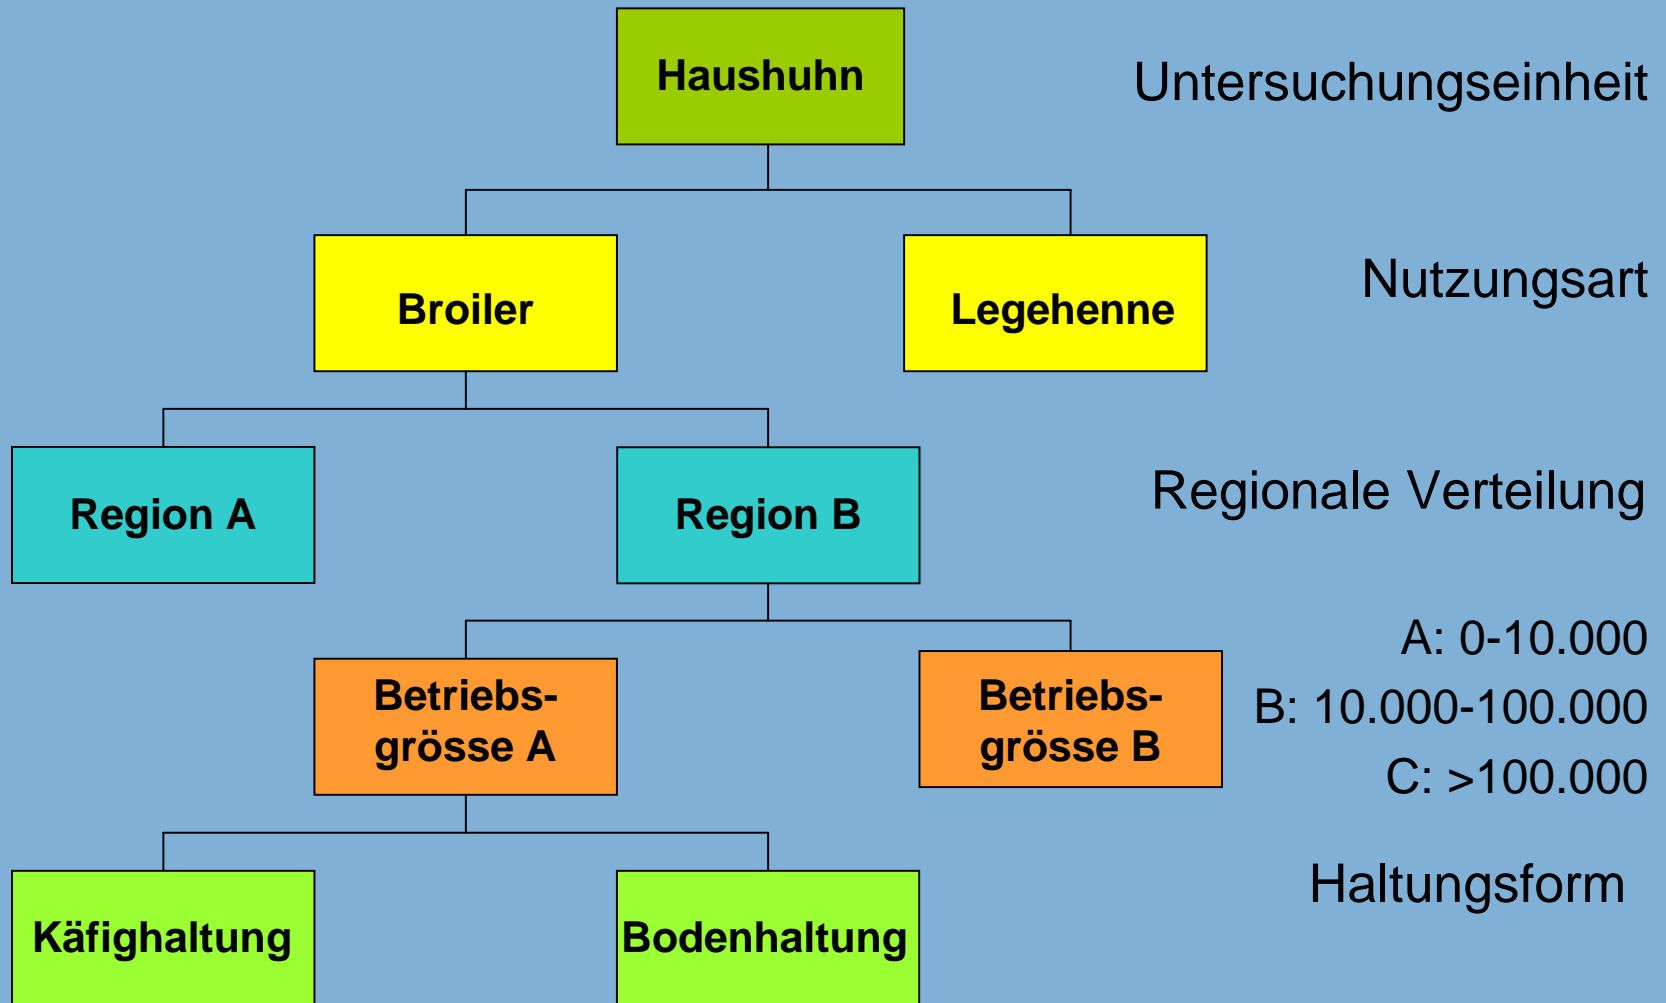 Haushuhn
Untersuchungseinheit
Broiler
Legehenne
Nutzungsart
Region A
Region B
Regionale Verteilung
Betriebs-
grösse A
Betriebs-
grösse B
A: 0-10.000
B: 10.000-100.000
C: >100.000
Käfighaltung
Bodenhaltung
Haltungsform